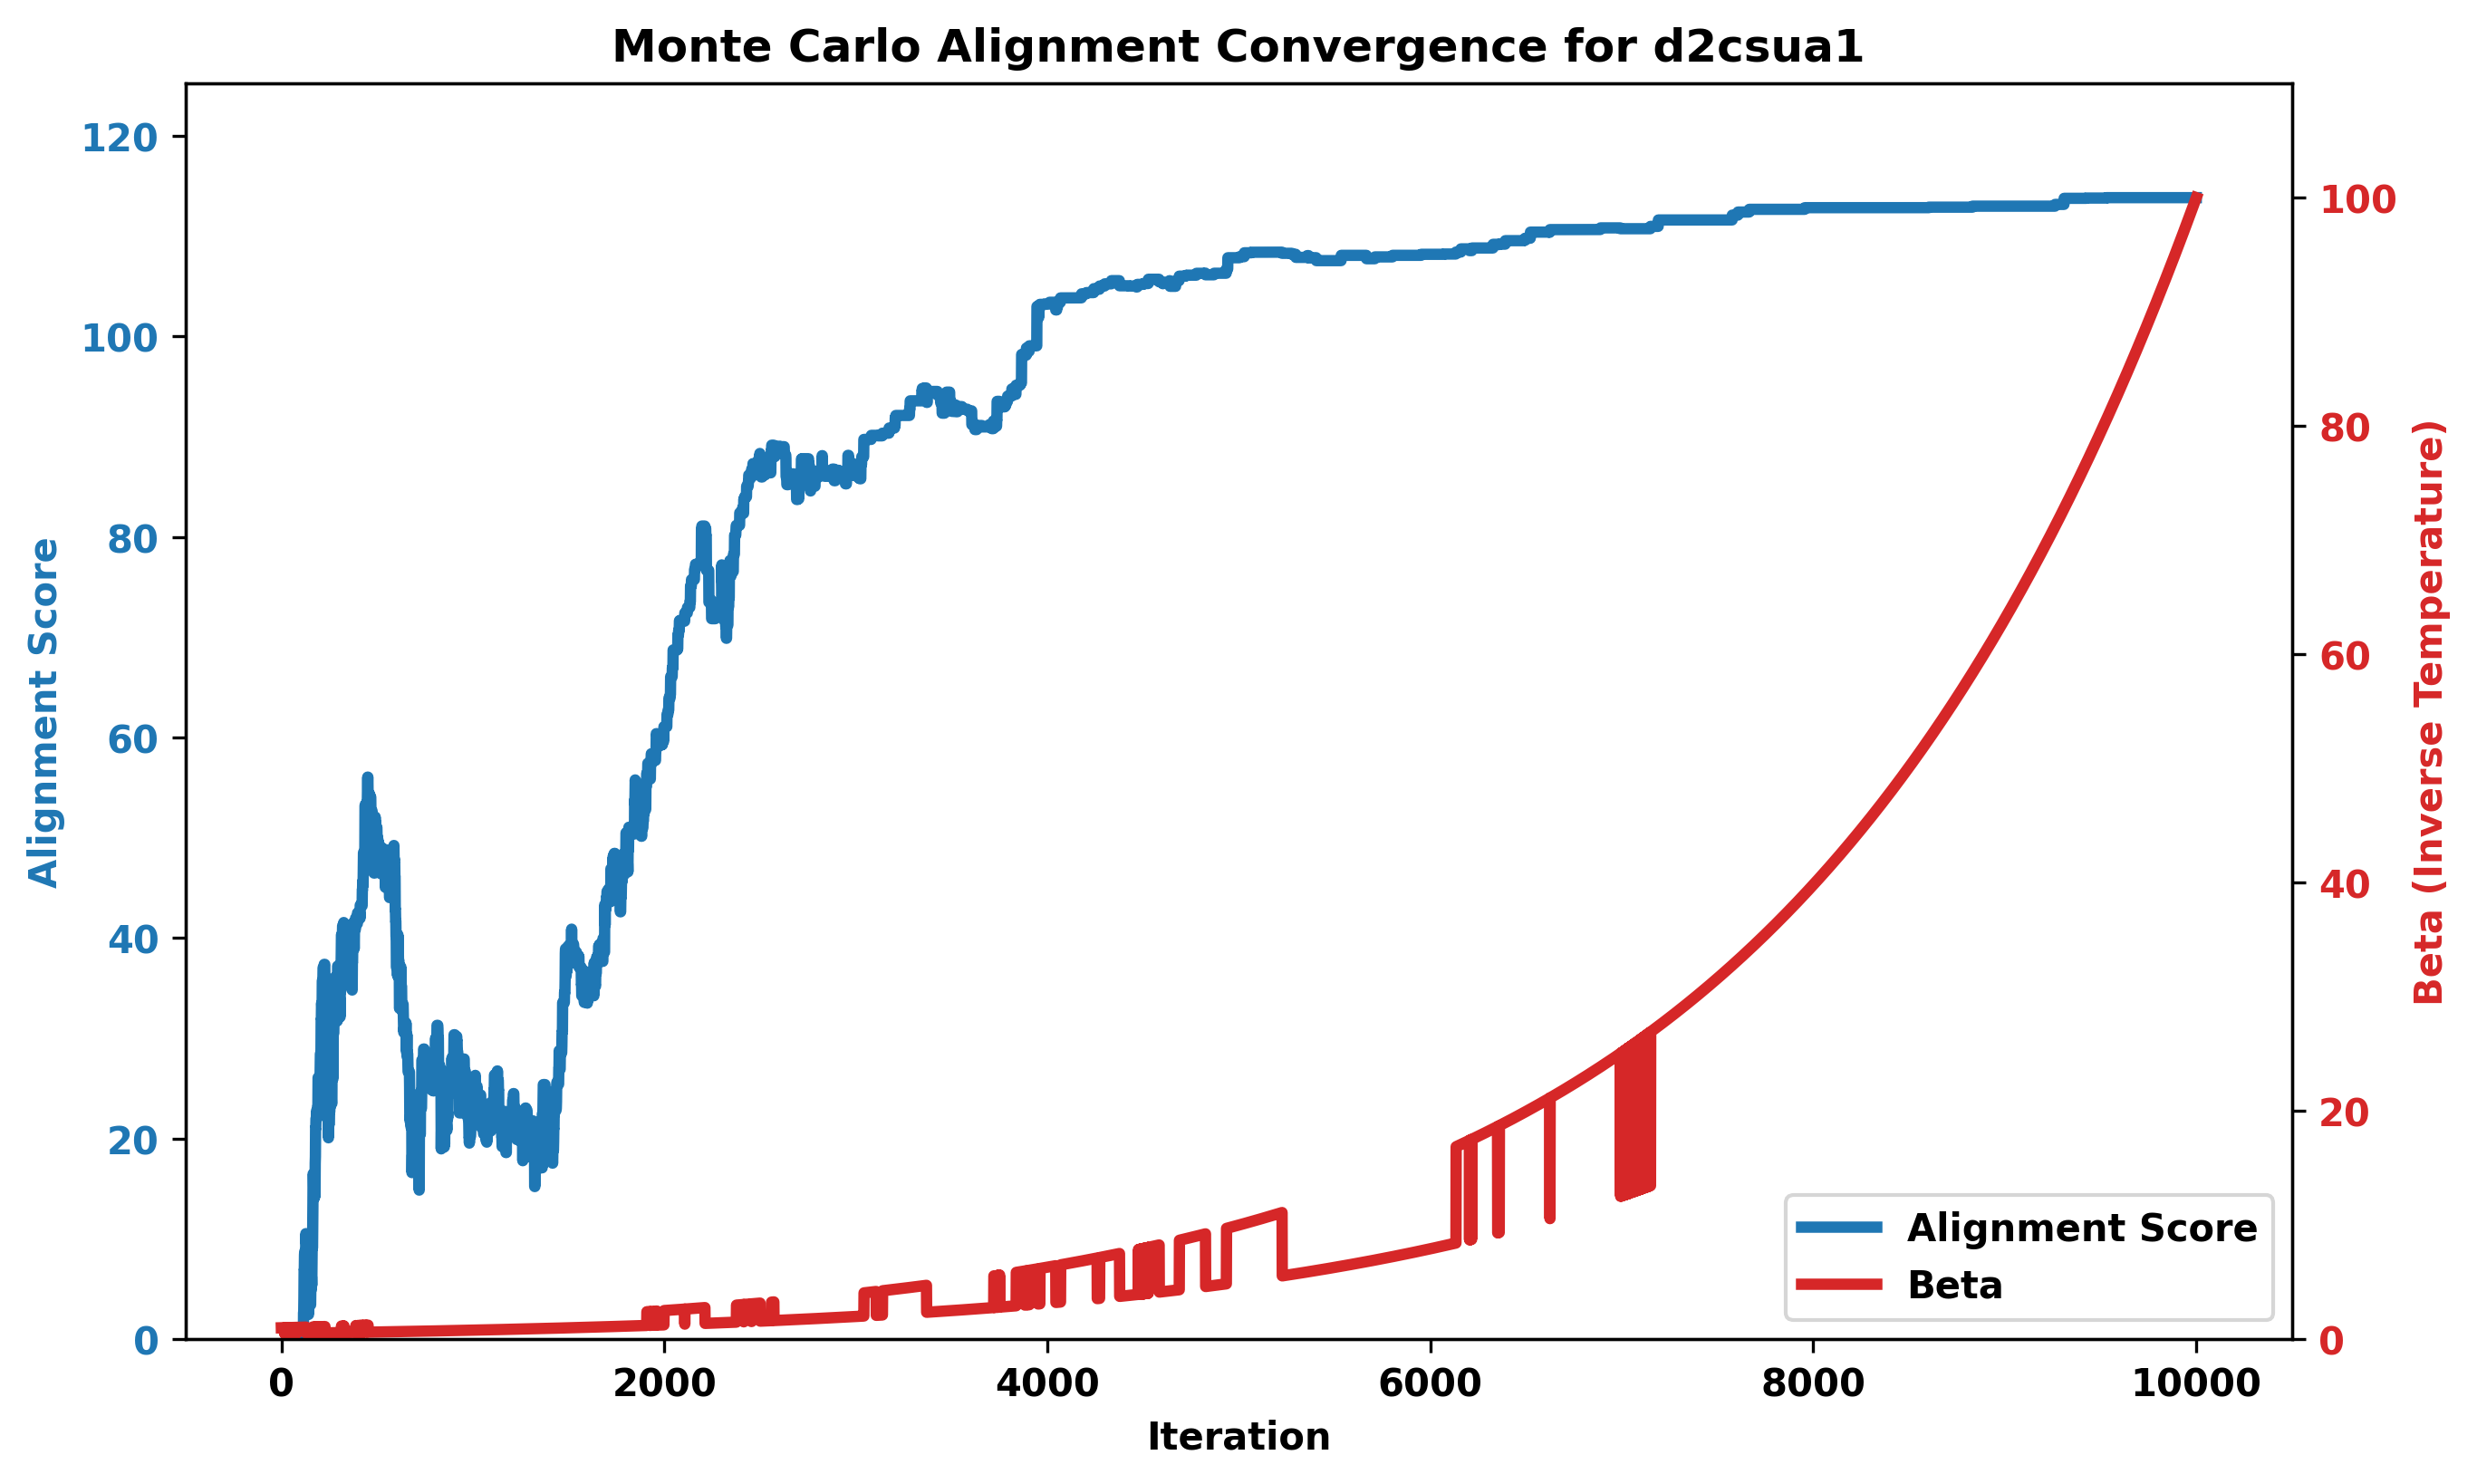 Monte Carlo Alignment Convergence for d2csua1
120
100
80
60
40
20
0
Alignment Score
100
80
60
40
20
0
Beta (Inverse Temperature)
Alignment Score
Beta
0 2000 4000 6000 8000 10000
Iteration